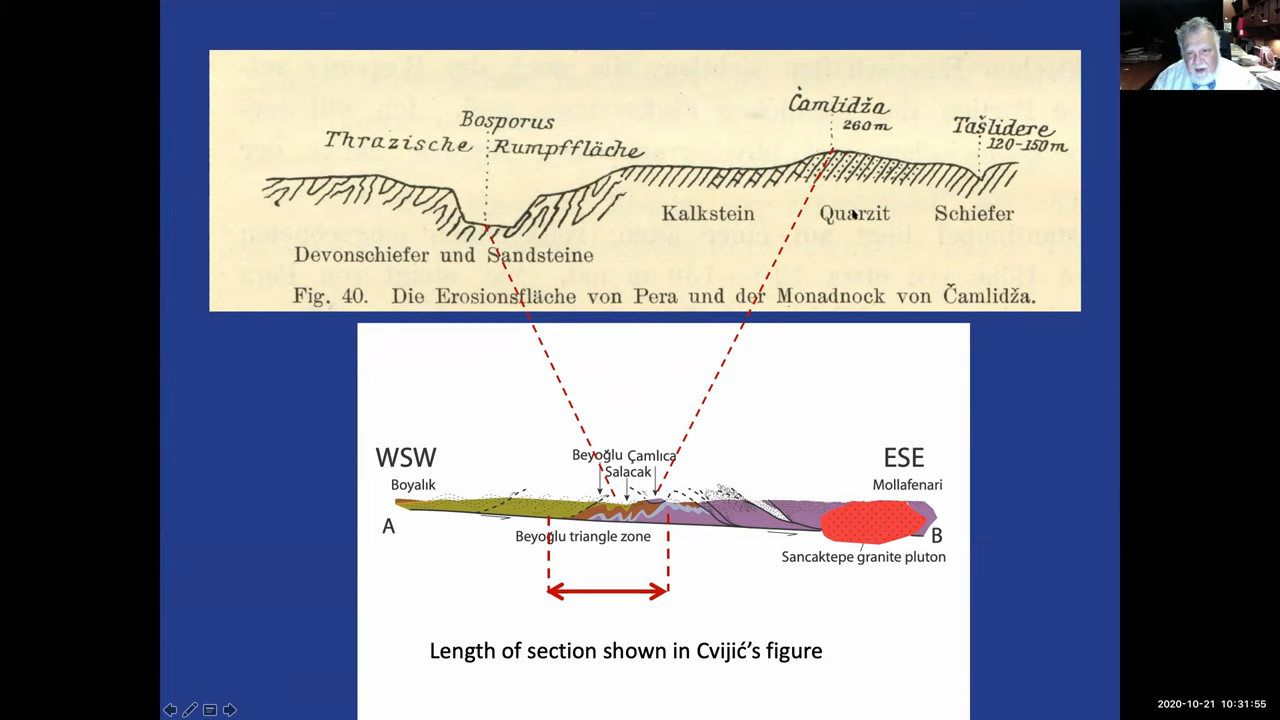 Thrazische
Bosporus
Rumpffläche
Čamlidža
260 m
Tašlidere
120-150 m
Kalkstein
Quarzit
Schiefer
Devonschiefer und Sandsteine
Fig. 40. Die Erosionsfläche von Pera und der Monadnock von Čamlidža.
WSW
ESE
Beyoğlu Çamlıca
Salacak
Boyalık
Mollafenari
A
B
Beyoğlu triangle zone
Sancaktepe granite pluton
Length of section shown in Cvijić’s figure
2020-10-21 10:31:55